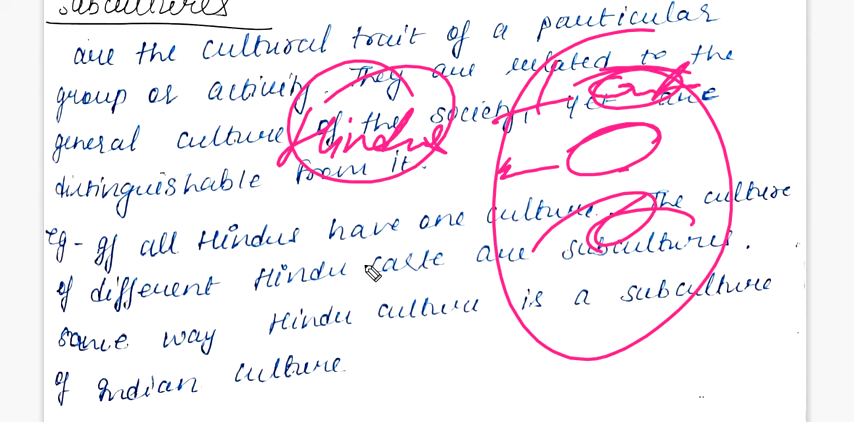 subcultures
are the cultural trait of a particular
group or activity. They are related to the
general culture of the society, yet are
distinguishable from it.
Hindus
eg- If all Hindus have one culture. The culture
of different Hindu caste are subcultures.
same way Hindu culture is a subculture
of Indian culture.